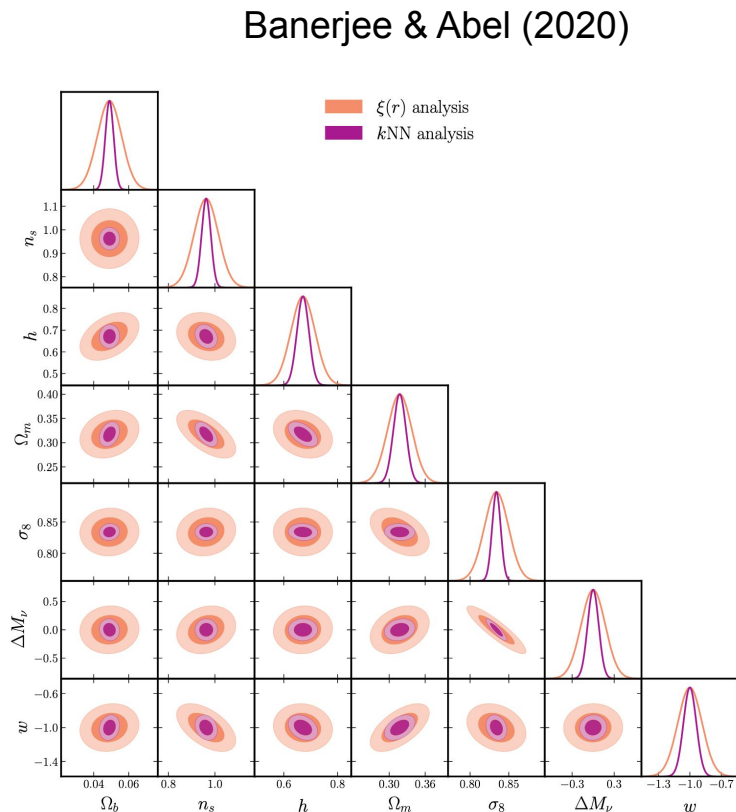 Banerjee & Abel (2020)
ξ(r) analysis
kNN analysis
1.1
1.0
0.9
0.8
n_s
0.8
0.7
0.6
0.5
h
0.40
0.35
0.30
0.25
Ω_m
0.85
0.80
σ_8
0.5
0.0
−0.5
ΔM_ν
−0.6
−1.0
−1.4
w
0.04 0.06 0.8 1.0 0.6 0.8 0.30 0.36 0.80 0.85 −0.3 0.3 −1.3 −1.0 −0.7
Ω_b n_s h Ω_m σ_8 ΔM_ν w